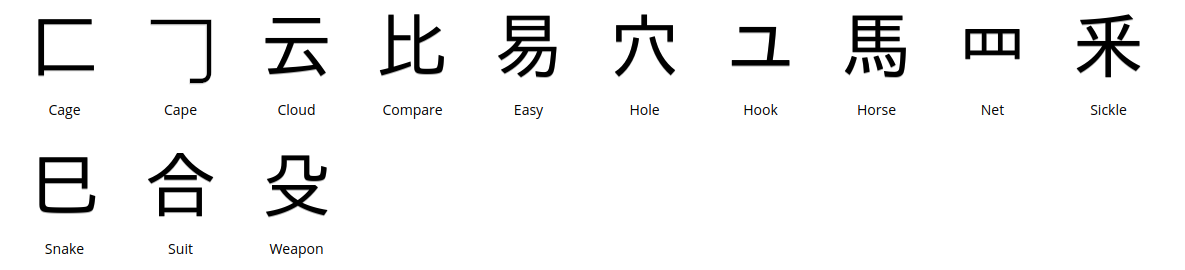 匚 ㇆ 云 比 易 穴 ユ 馬 罒 釆
Cage Cape Cloud Compare Easy Hole Hook Horse Net Sickle
巳 合 殳
Snake Suit Weapon